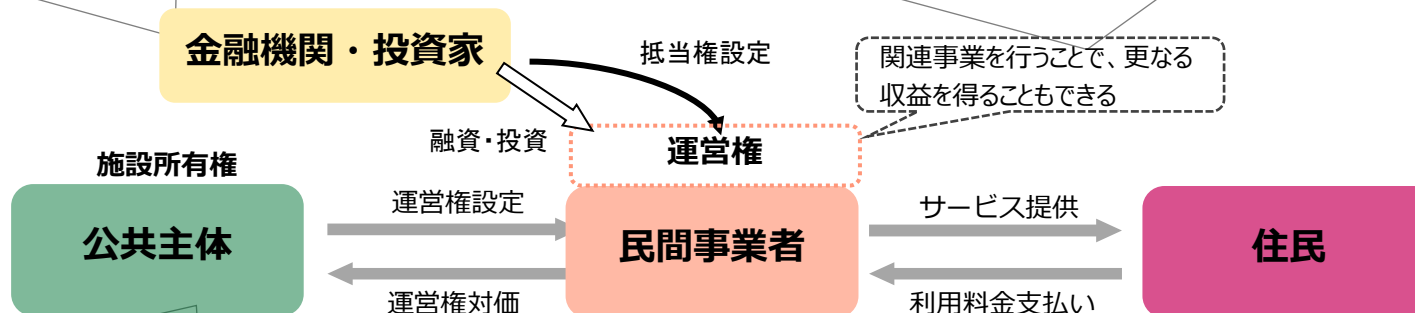 金融機関・投資家
抵当権設定
関連事業を行うことで、更なる
収益を得ることもできる
融資・投資
運営権
施設所有権
公共主体
運営権設定
運営権対価
民間事業者
サービス提供
利用料金支払い
住民